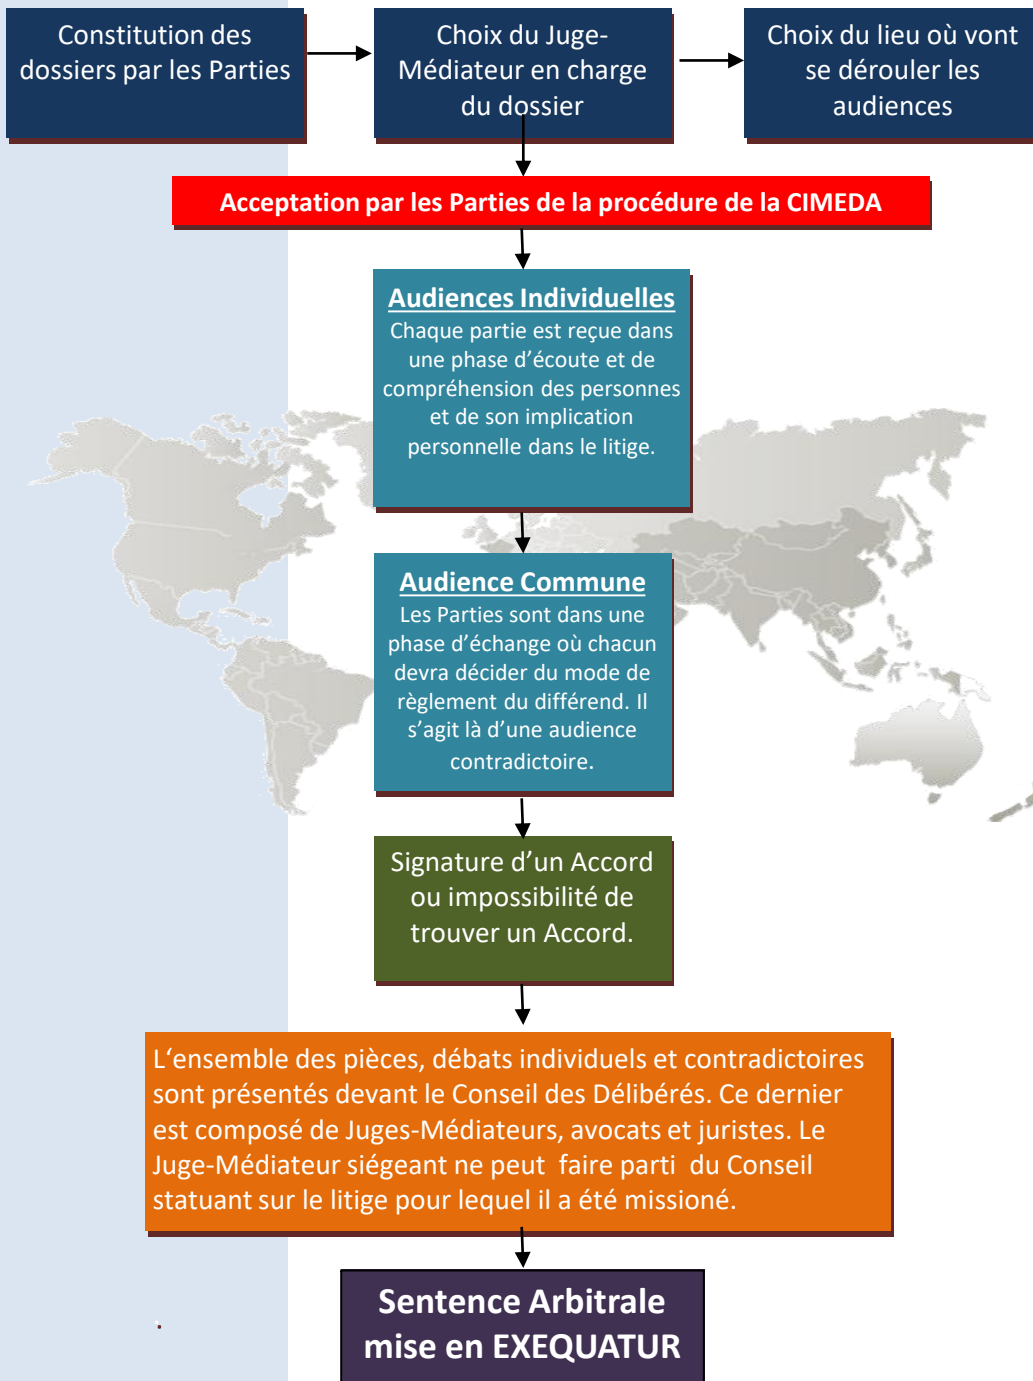 Constitution des
dossiers par les Parties
Choix du Juge-
Médiateur en charge
du dossier
Choix du lieu où vont
se dérouler les
audiences
Acceptation par les Parties de la procédure de la CIMEDA
Audiences Individuelles
Chaque partie est reçue dans
une phase d’écoute et de
compréhension des personnes
et de son implication
personnelle dans le litige.
Audience Commune
Les Parties sont dans une
phase d’échange où chacun
devra décider du mode de
règlement du différend. Il
s’agit là d’une audience
contradictoire.
Signature d’un Accord
ou impossibilité de
trouver un Accord.
L‘ensemble des pièces, débats individuels et contradictoires
sont présentés devant le Conseil des Délibérés. Ce dernier
est composé de Juges-Médiateurs, avocats et juristes. Le
Juge-Médiateur siégeant ne peut  faire parti  du Conseil
statuant sur le litige pour lequel il a été missioné.
Sentence Arbitrale
mise en EXEQUATUR